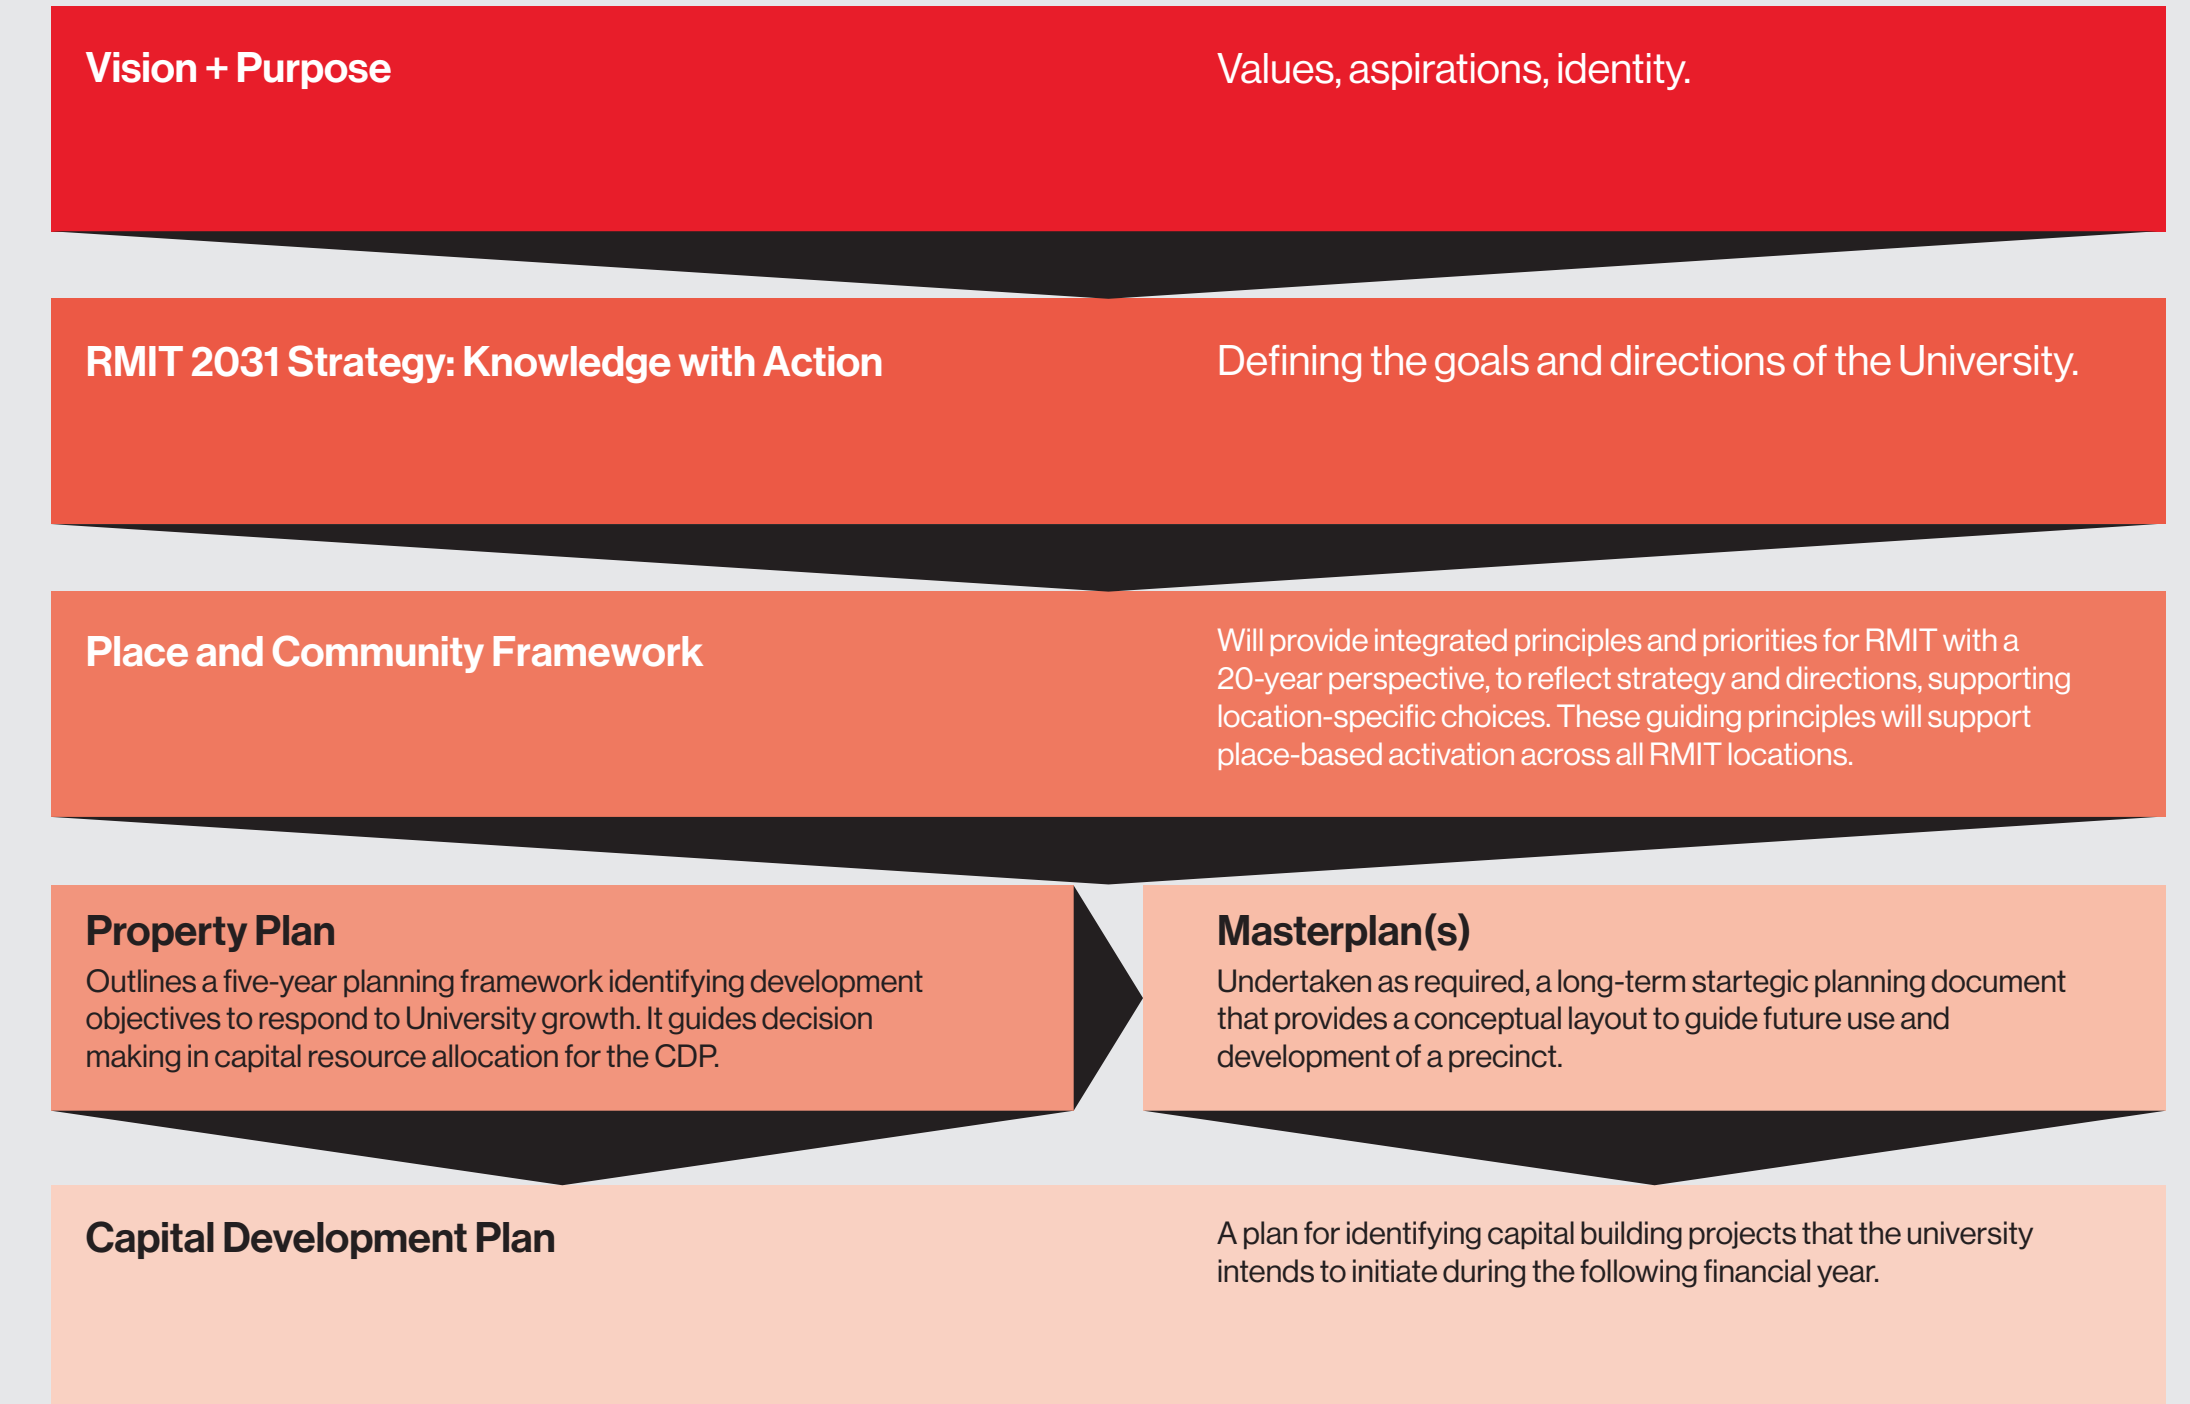 Vision + Purpose
Values, aspirations, identity.
RMIT 2031 Strategy: Knowledge with Action
Defining the goals and directions of the University.
Place and Community Framework
Will provide integrated principles and priorities for RMIT with a
20-year perspective, to reflect strategy and directions, supporting
location-specific choices. These guiding principles will support
place-based activation across all RMIT locations.
Property Plan
Outlines a five-year planning framework identifying development
objectives to respond to University growth. It guides decision
making in capital resource allocation for the CDP.
Masterplan(s)
Undertaken as required, a long-term startegic planning document
that provides a conceptual layout to guide future use and
development of a precinct.
Capital Development Plan
A plan for identifying capital building projects that the university
intends to initiate during the following financial year.